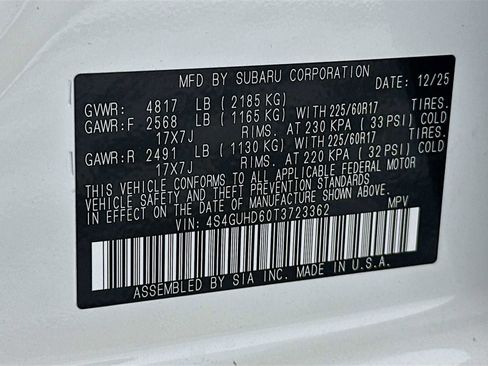 MFD BY SUBARU CORPORATION DATE: 12/25
GVWR: 4817 LB (2185 KG)
GAWR:F 2568 LB (1165 KG) WITH 225/60R17 TIRES.
17X7J RIMS. AT 230 KPA (33 PSI) COLD
GAWR:R 2491 LB (1130 KG) WITH 225/60R17 TIRES.
17X7J RIMS. AT 220 KPA (32 PSI) COLD
THIS VEHICLE CONFORMS TO ALL APPLICABLE FEDERAL MOTOR
VEHICLE SAFETY AND THEFT PREVENTION STANDARDS
IN EFFECT ON THE DATE OF MANUFACTURE SHOWN ABOVE.
VIN: 4S4GUHD60T3723362 MPV
ASSEMBLED BY SIA INC. MADE IN U.S.A.